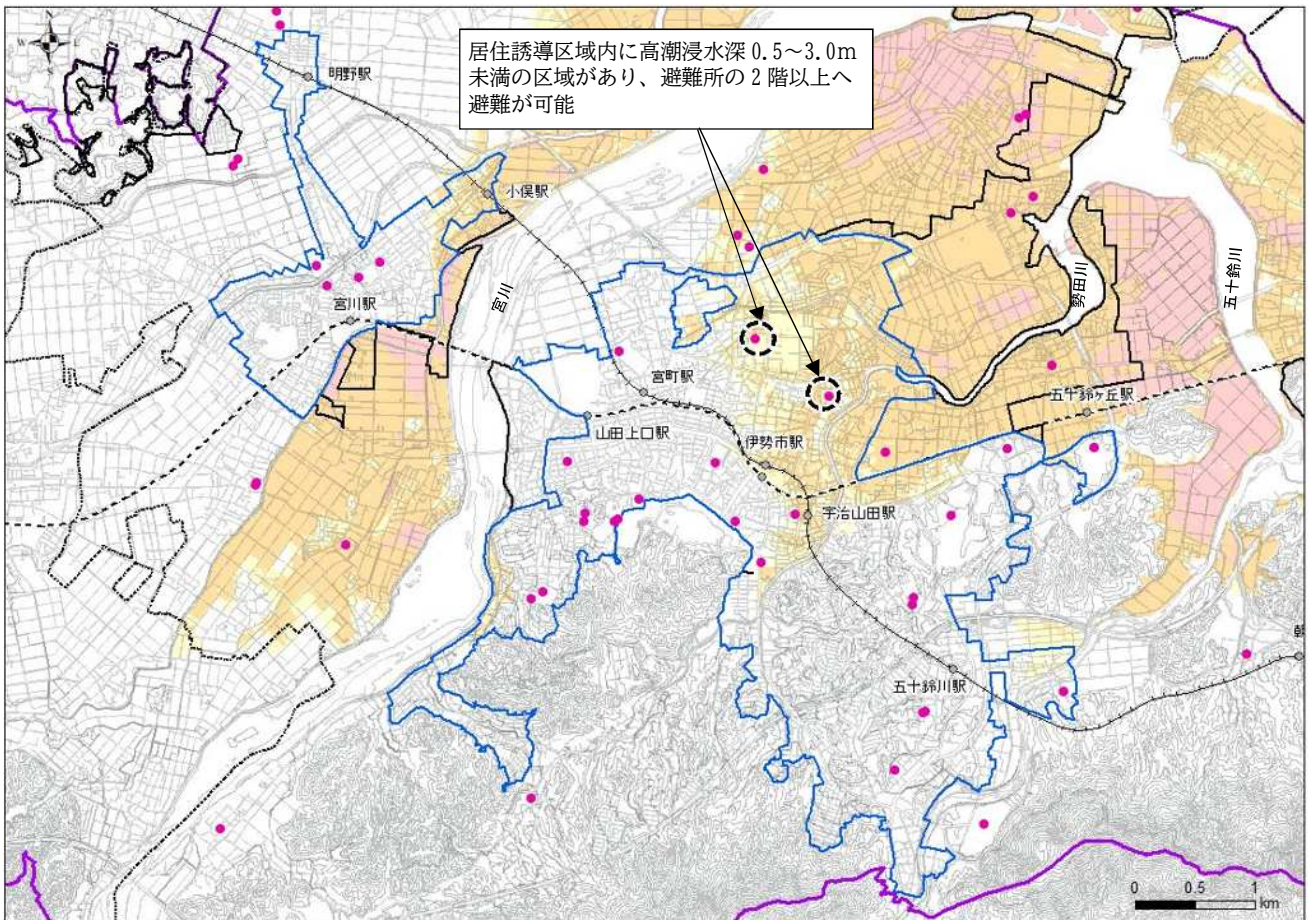 居住誘導区域内に高潮浸水深 0.5～3.0m
未満の区域があり、避難所の 2 階以上へ
避難が可能
N
W
S
明野駅
小俣駅
宮川駅
宮川
勢田川
五十鈴川
宮町駅
山田上口駅
伊勢市駅
五十鈴ヶ丘駅
宇治山田駅
五十鈴川駅
朝
0 0.5 1
km